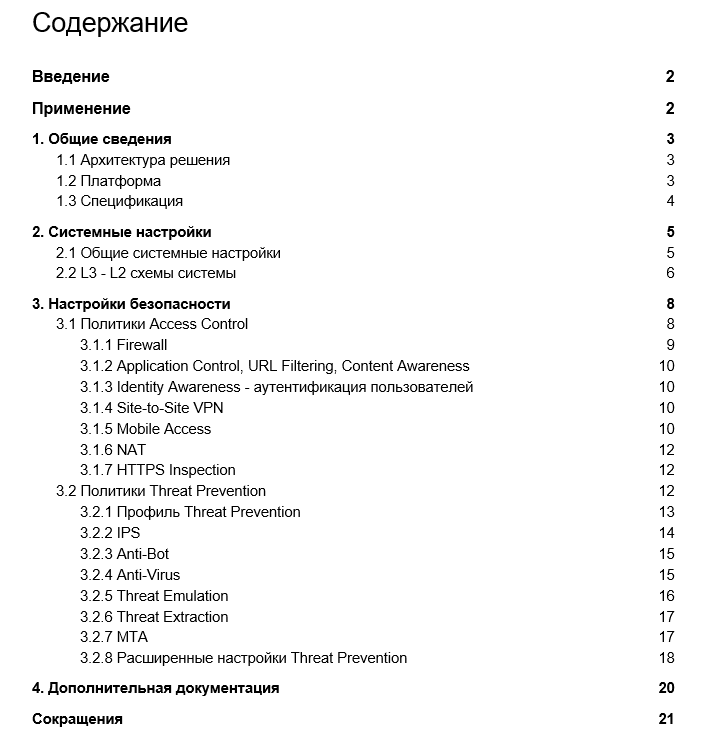 Содержание
Введение 2
Применение 2
1. Общие сведения 3
1.1 Архитектура решения 3
1.2 Платформа 3
1.3 Спецификация 4
2. Системные настройки 5
2.1 Общие системные настройки 5
2.2 L3 - L2 схемы системы 6
3. Настройки безопасности 8
3.1 Политики Access Control 8
3.1.1 Firewall 9
3.1.2 Application Control, URL Filtering, Content Awareness 10
3.1.3 Identity Awareness - аутентификация пользователей 10
3.1.4 Site-to-Site VPN 10
3.1.5 Mobile Access 10
3.1.6 NAT 12
3.1.7 HTTPS Inspection 12
3.2 Политики Threat Prevention 12
3.2.1 Профиль Threat Prevention 13
3.2.2 IPS 14
3.2.3 Anti-Bot 15
3.2.4 Anti-Virus 15
3.2.5 Threat Emulation 16
3.2.6 Threat Extraction 17
3.2.7 MTA 17
3.2.8 Расширенные настройки Threat Prevention 18
4. Дополнительная документация 20
Сокращения 21